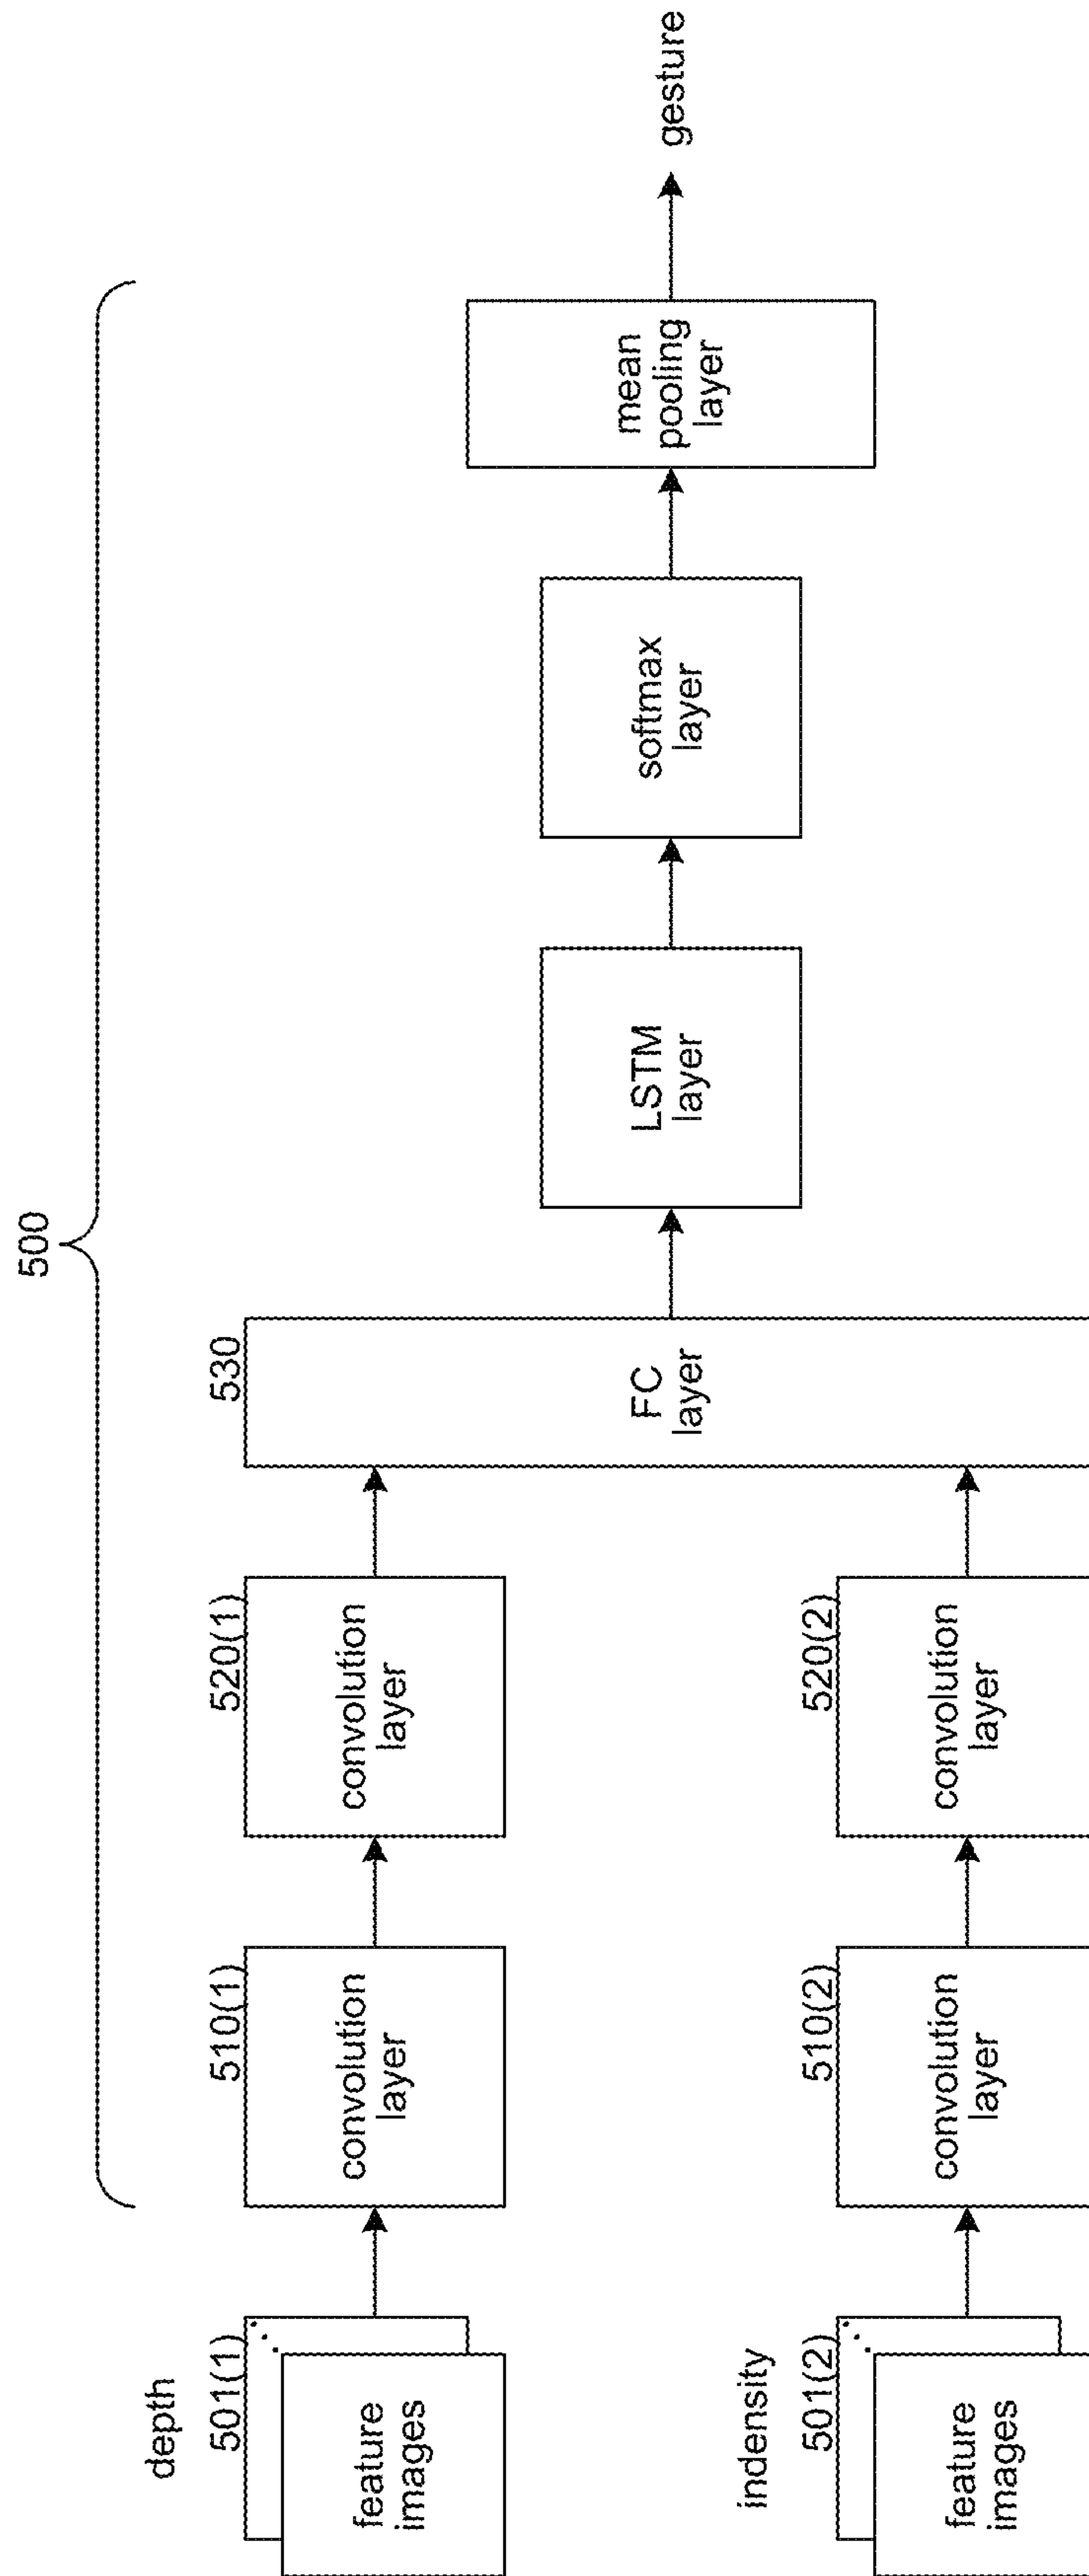 500
depth
501(1)
feature
images
510(1)
convolution
layer
520(1)
convolution
layer
indensity
501(2)
feature
images
510(2)
convolution
layer
520(2)
convolution
layer
530
FC
layer
LSTM
layer
softmax
layer
mean
pooling
layer
gesture